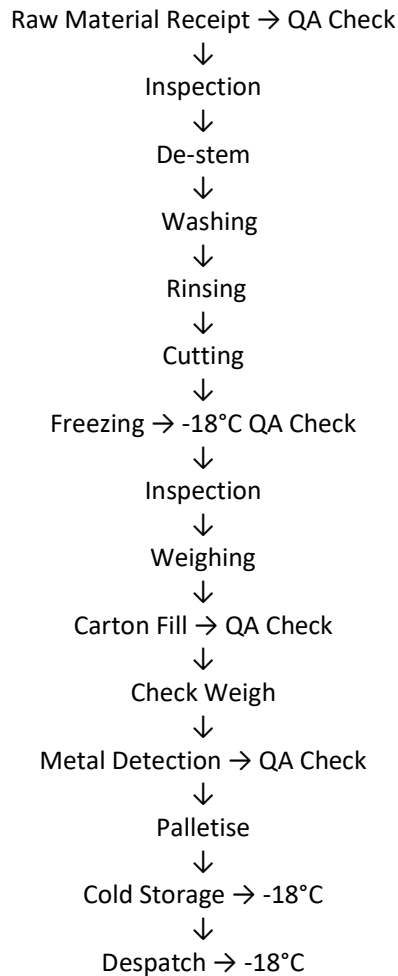 Raw Material Receipt → QA Check
↓
Inspection
↓
De-stem
↓
Washing
↓
Rinsing
↓
Cutting
↓
Freezing → -18°C QA Check
↓
Inspection
↓
Weighing
↓
Carton Fill → QA Check
↓
Check Weigh
↓
Metal Detection → QA Check
↓
Palletise
↓
Cold Storage → -18°C
↓
Despatch → -18°C